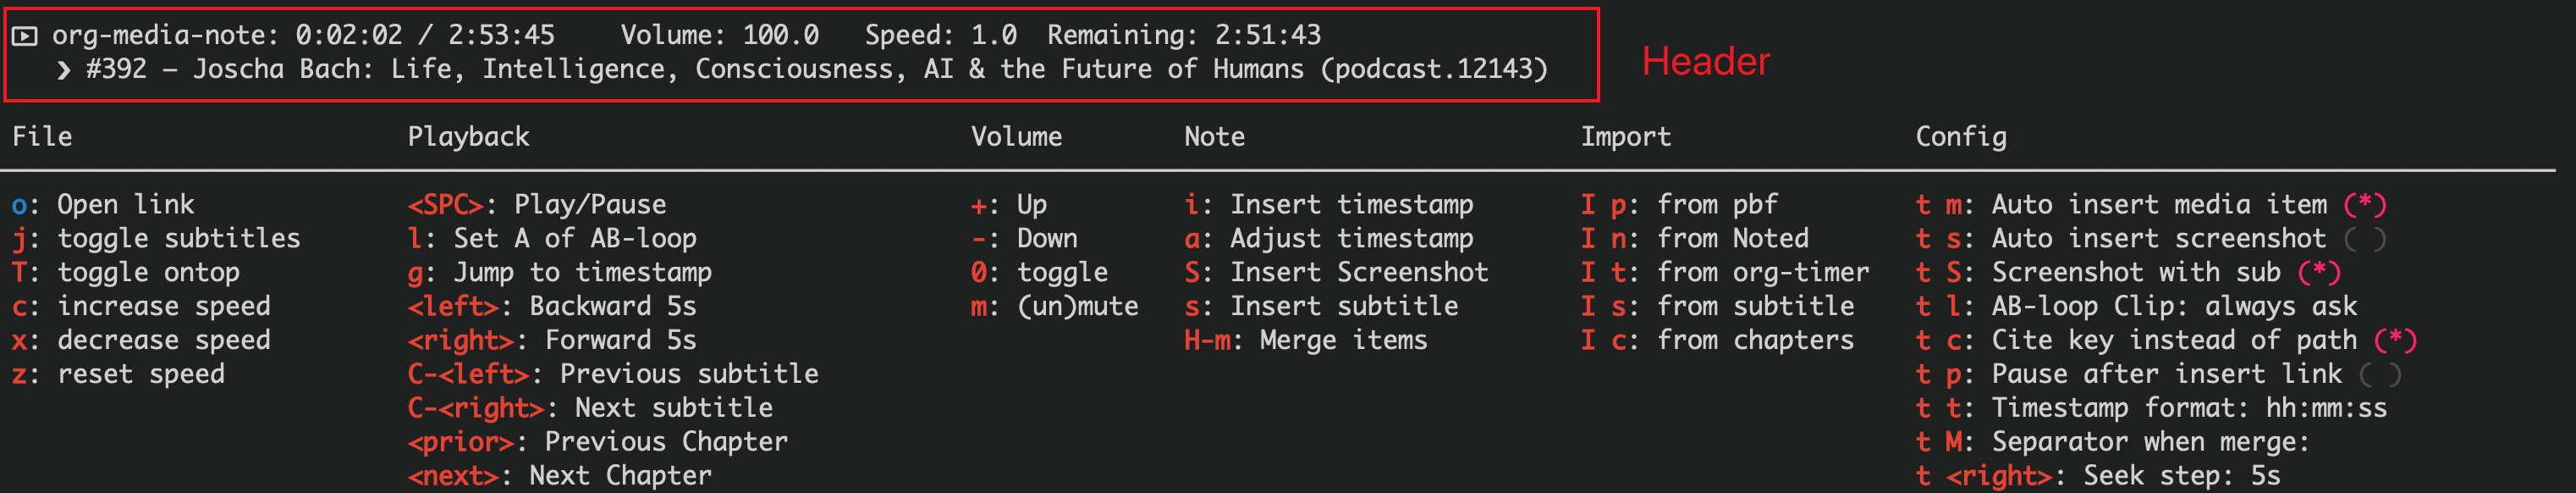 org-media-note: 0:02:02 / 2:53:45 Volume: 100.0 Speed: 1.0 Remaining: 2:51:43
❯ #392 – Joscha Bach: Life, Intelligence, Consciousness, AI & the Future of Humans (podcast.12143)
Header
File Playback Volume Note Import Config
o: Open link <SPC>: Play/Pause +: Up i: Insert timestamp I p: from pbf t m: Auto insert media item (*)
j: toggle subtitles l: Set A of AB-loop -: Down a: Adjust timestamp I n: from Noted t s: Auto insert screenshot ( )
T: toggle ontop g: Jump to timestamp 0: toggle S: Insert Screenshot I t: from org-timer t S: Screenshot with sub (*)
c: increase speed <left>: Backward 5s m: (un)mute s: Insert subtitle I s: from subtitle t l: AB-loop Clip: always ask
x: decrease speed <right>: Forward 5s H-m: Merge items I c: from chapters t c: Cite key instead of path (*)
z: reset speed C-<left>: Previous subtitle t p: Pause after insert link ( )
C-<right>: Next subtitle t t: Timestamp format: hh:mm:ss
<prior>: Previous Chapter t M: Separator when merge:
<next>: Next Chapter t <right>: Seek step: 5s